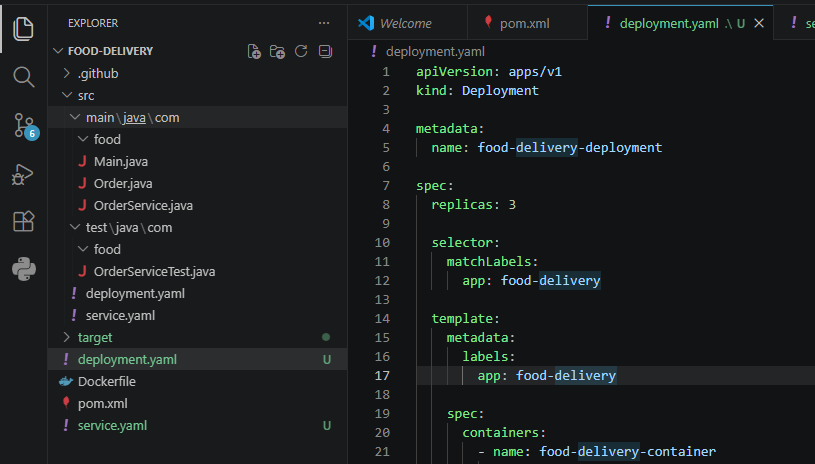 EXPLORER
FOOD-DELIVERY
.github
src
main\java\com
food
Main.java
Order.java
OrderService.java
test\java\com
food
OrderServiceTest.java
deployment.yaml
service.yaml
target
deployment.yaml U
Dockerfile
pom.xml
service.yaml U
6
Welcome
pom.xml
deployment.yaml .\ U
se
deployment.yaml
1 apiVersion: apps/v1
2 kind: Deployment
3
4 metadata:
5 name: food-delivery-deployment
6
7 spec:
8 replicas: 3
9
10 selector:
11 matchLabels:
12 app: food-delivery
13
14 template:
15 metadata:
16 labels:
17 app: food-delivery
18
19 spec:
20 containers:
21 - name: food-delivery-container